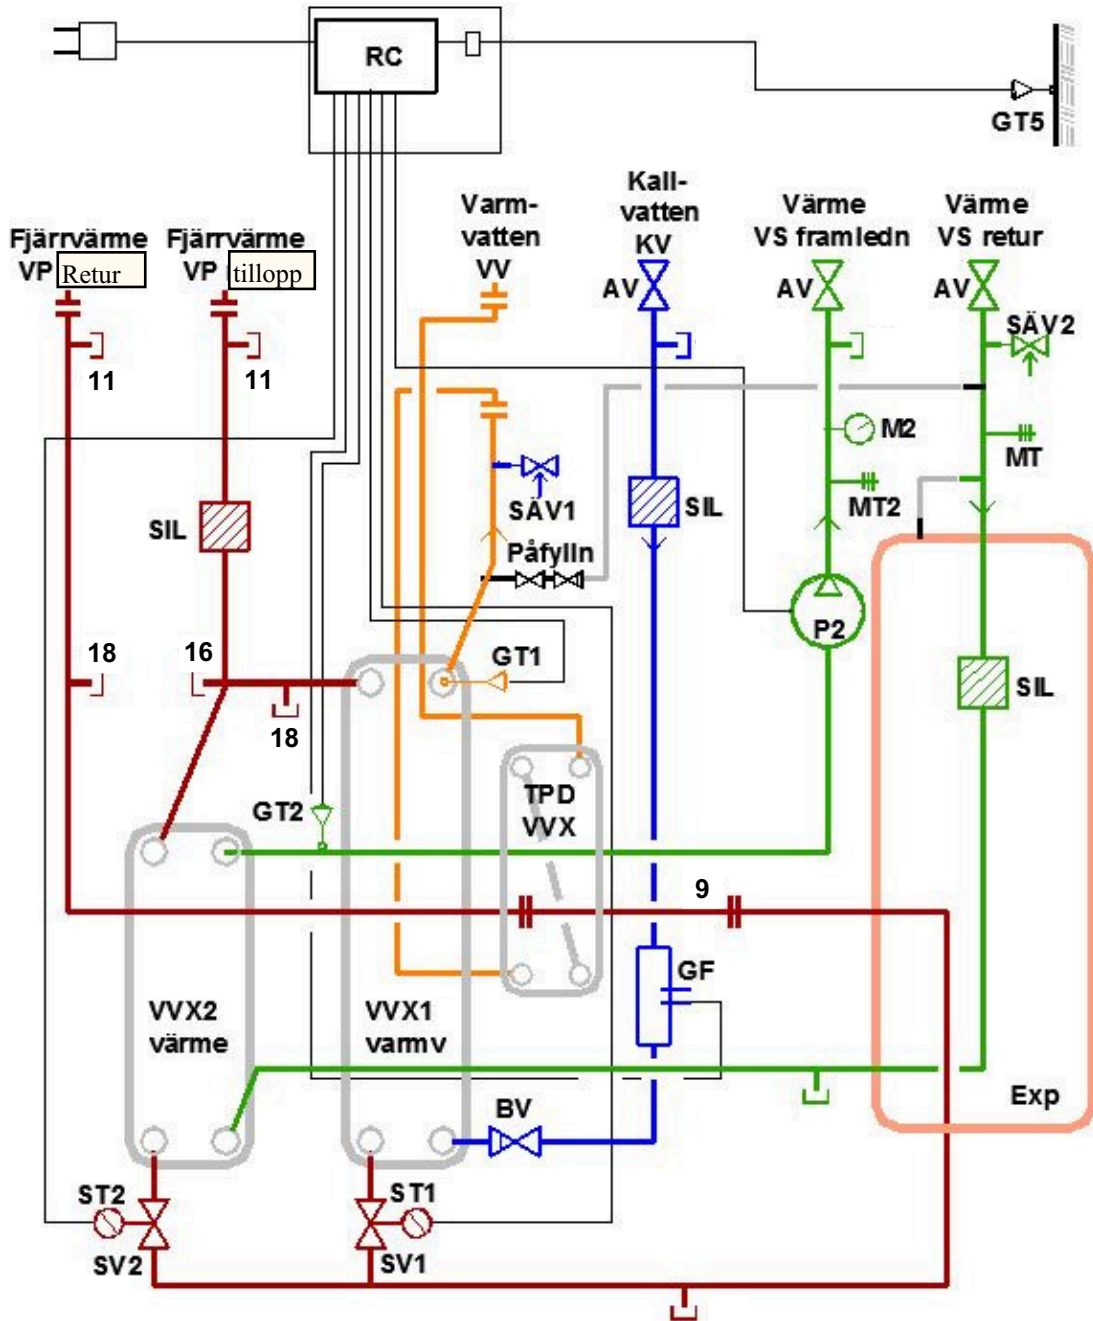 RC
GT5
Fjärrvärme
VP Retur
Fjärrvärme
VP tillopp
Varm-
vatten
VV
Kall-
vatten
KV
Värme
VS framledn
Värme
VS retur
AV
AV
AV
SÄV2
11
11
M2
MT
MT2
SÄV1
SIL
SIL
Påfylln
P2
18
16
18
GT1
SIL
GT2
TPD
VVX
9
GF
VVX2
värme
VVX1
varmv
BV
Exp
ST2
ST1
SV2
SV1